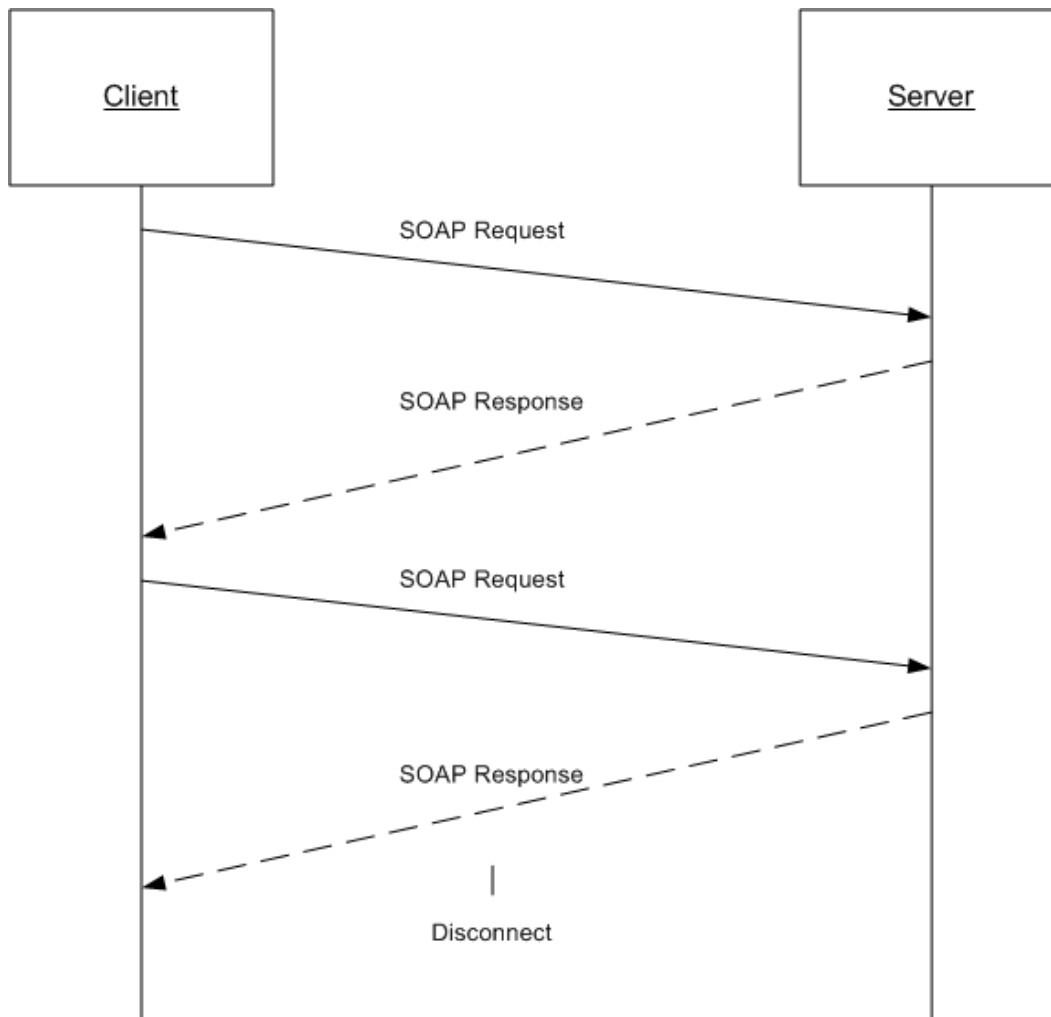 Client
Server
SOAP Request
SOAP Response
SOAP Request
SOAP Response
Disconnect